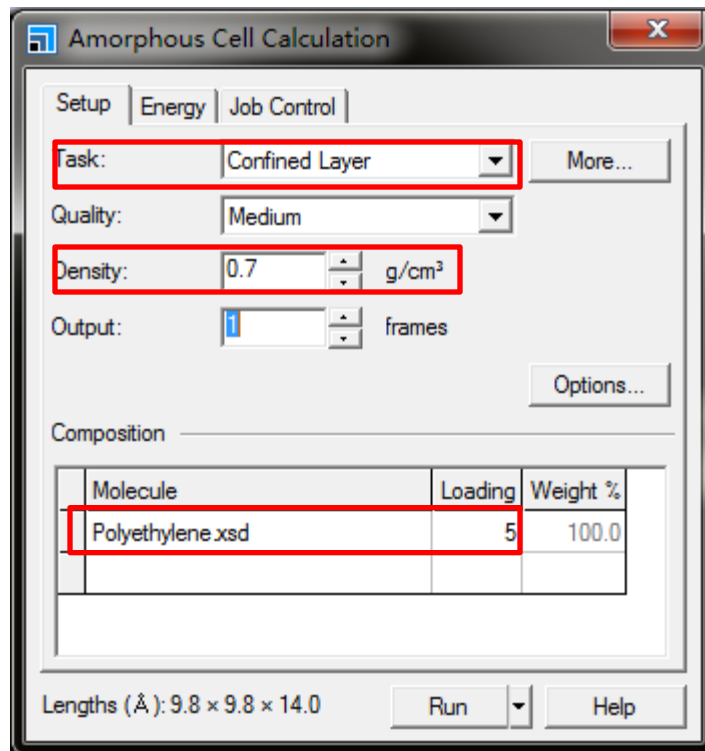 Amorphous Cell Calculation
Setup Energy Job Control
Task: Confined Layer More...
Quality: Medium
Density: 0.7 g/cm³
Output: 1 frames
Options...
Composition
Molecule Loading Weight %
Polyethylene.xsd 5 100.0
Lengths (Å): 9.8 × 9.8 × 14.0 Run Help